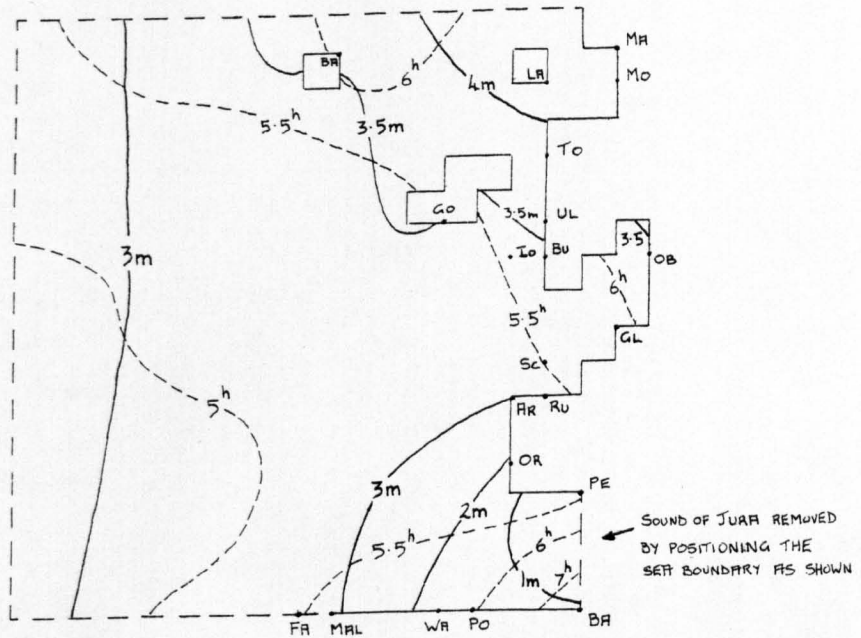 MA
BA
6h
LA
MO
4m
5.5h
3.5m
TO
GO
3.5m
UL
3.5
3m
IO
BU
OB
6h
5.5h
GL
SC
5h
AR
RU
OR
3m
PE
2m
SOUND OF JURA REMOVED
BY POSITIONING THE
SEA BOUNDARY AS SHOWN
5.5h
6h
1m
7h
FA
MAL
WA
PO
BA